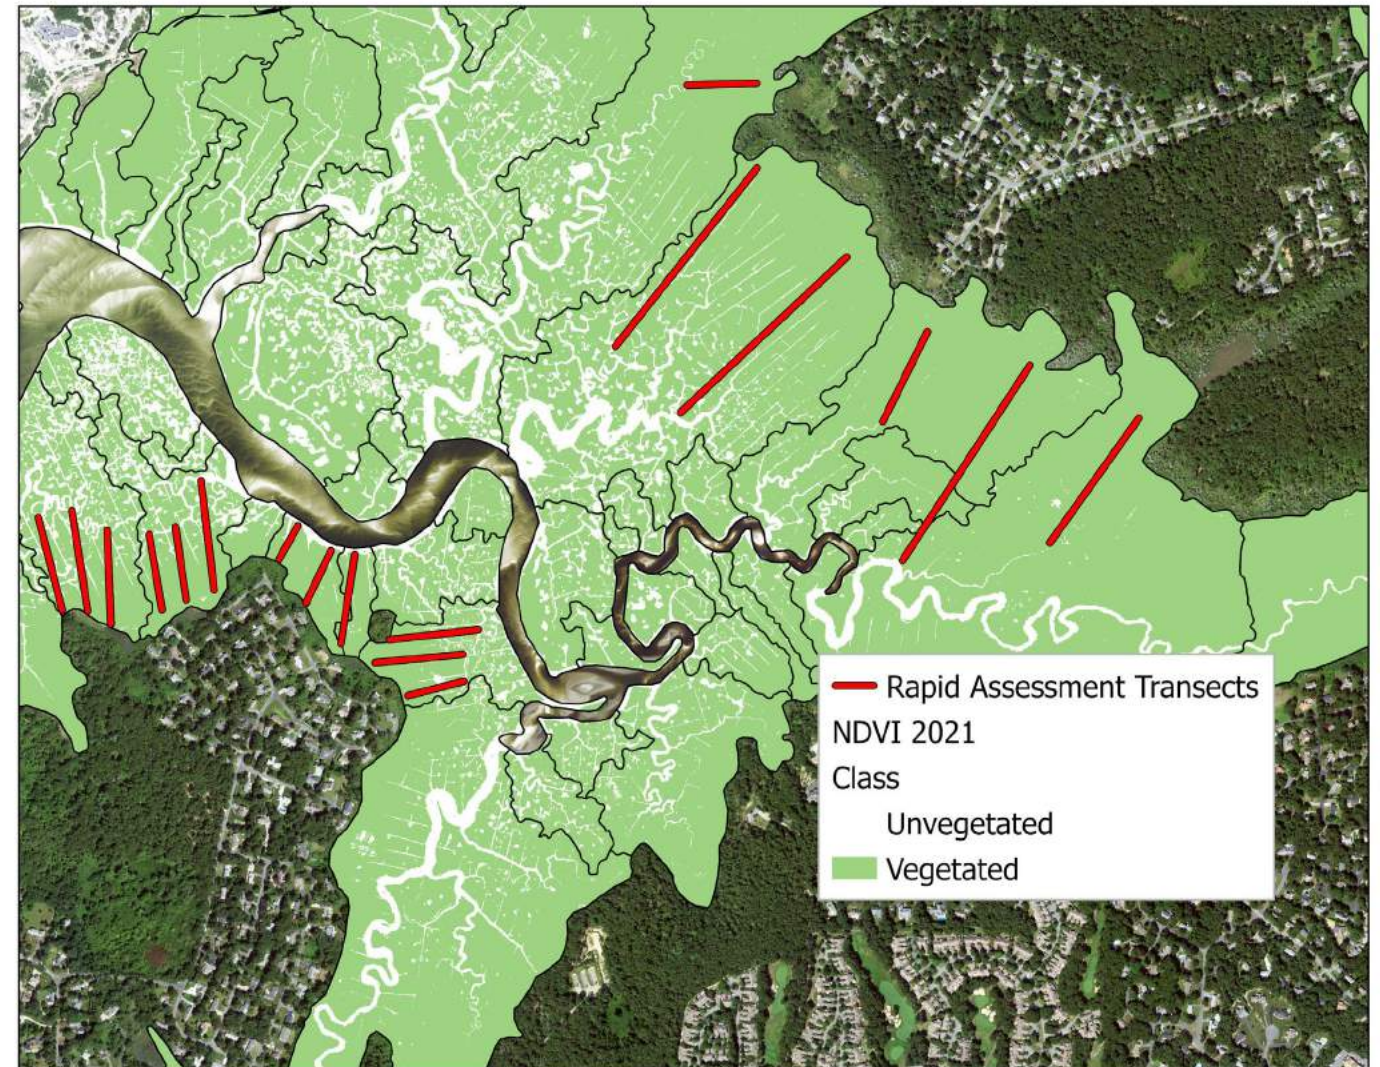 Rapid Assessment Transects
NDVI 2021
Class
Unvegetated
Vegetated